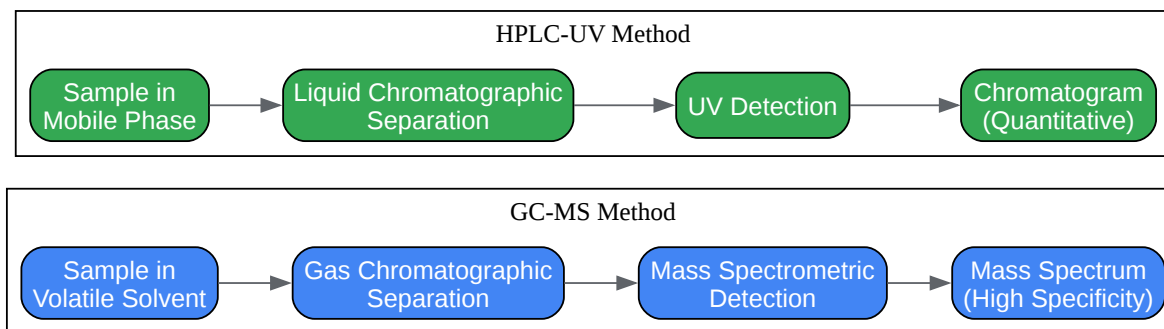 HPLC-UV Method
Sample in
Mobile Phase
Liquid Chromatographic
Separation
UV Detection
Chromatogram
(Quantitative)
GC-MS Method
Sample in
Volatile Solvent
Gas Chromatographic
Separation
Mass Spectrometric
Detection
Mass Spectrum
(High Specificity)